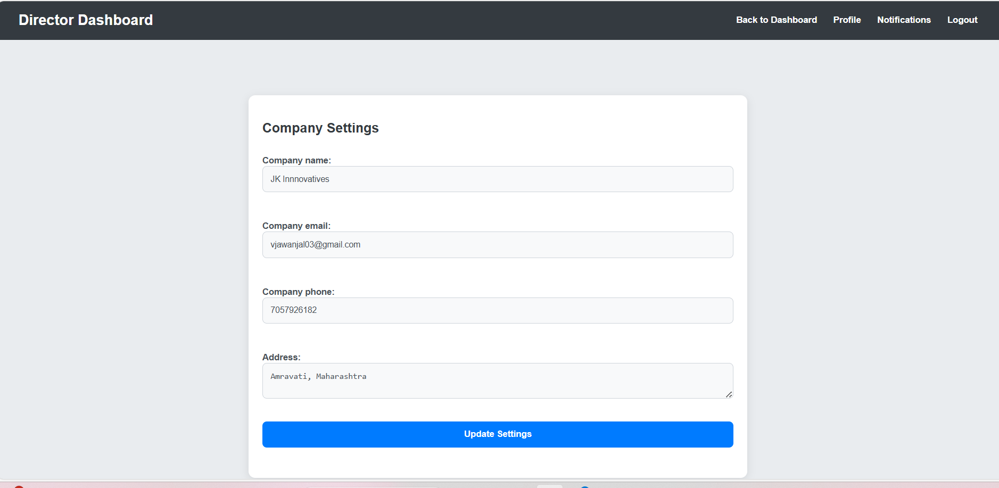 Director Dashboard
Back to Dashboard Profile Notifications Logout
Company Settings
Company name:
JK Innnovatives
Company email:
vjawanjal03@gmail.com
Company phone:
7057926182
Address:
Amravati, Maharashtra
Update Settings